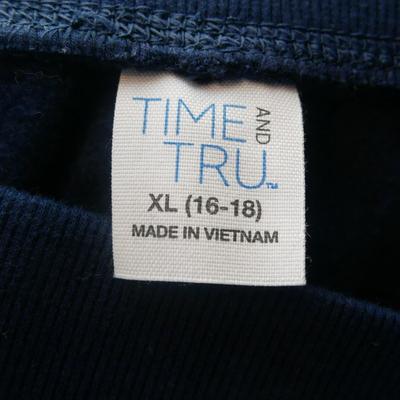 TIME AND
TRU™
XL (16-18)
MADE IN VIETNAM